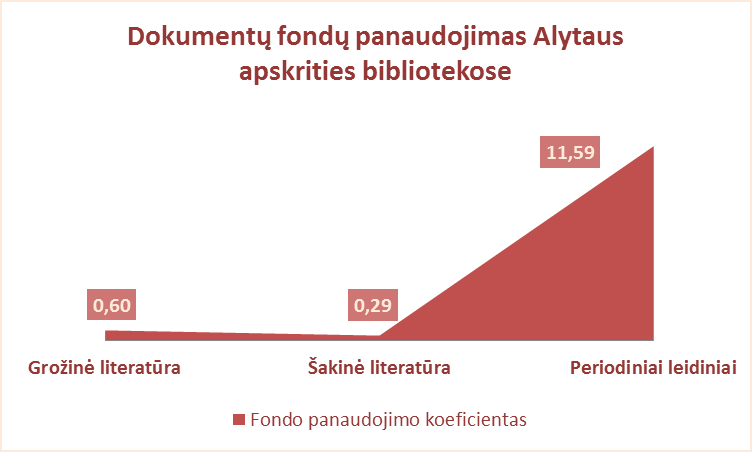 Dokumentų fondų panaudojimas Alytaus
apskrities bibliotekose
11,59
0,60
0,29
Grožinė literatūra
Šakinė literatūra
Periodiniai leidiniai
Fondo panaudojimo koeficientas